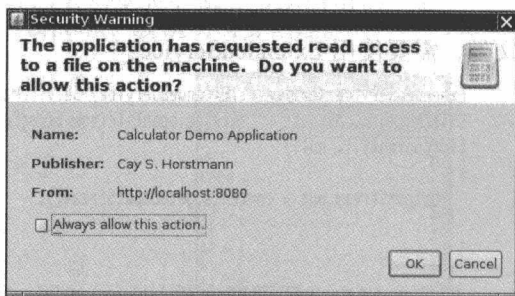 Security Warning
The application has requested read access
to a file on the machine. Do you want to
allow this action?
Name: Calculator Demo Application
Publisher: Cay S. Horstmann
From: http://localhost:8080
Always allow this action.
OK Cancel